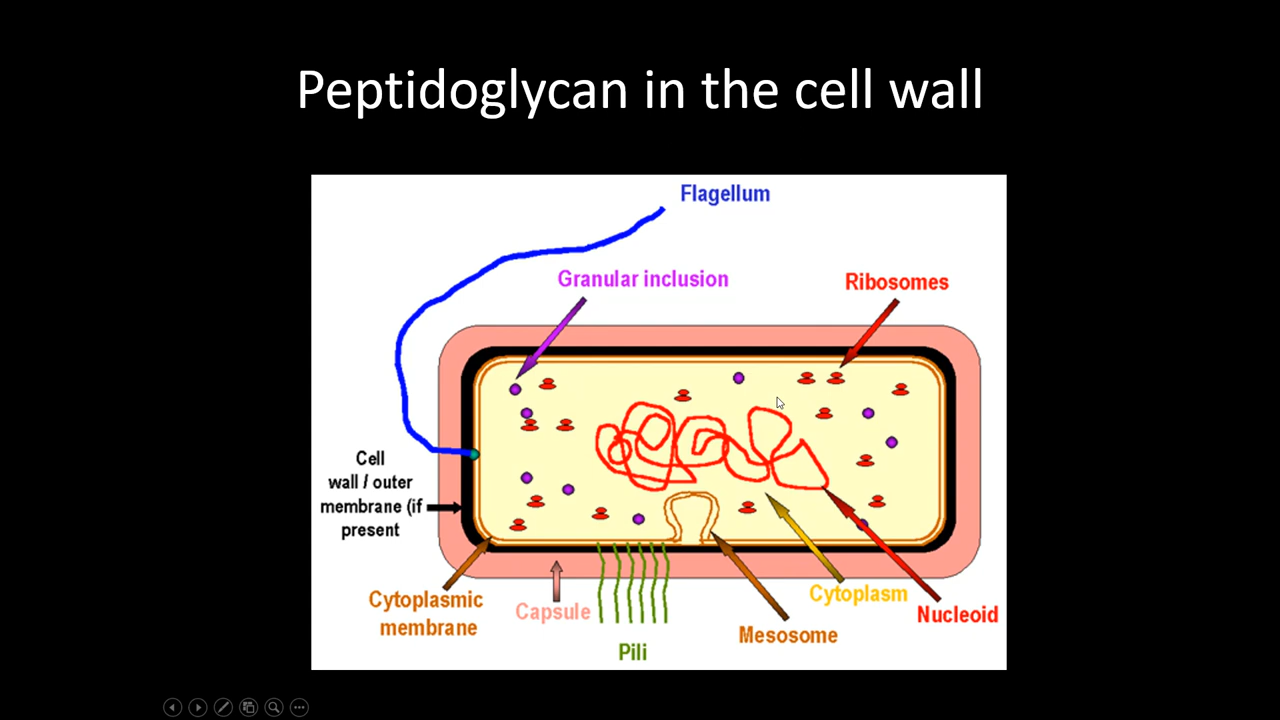 Peptidoglycan in the cell wall
Flagellum
Granular inclusion
Ribosomes
Cell
wall / outer
membrane (if
present
Cytoplasmic
membrane
Capsule
Pili
Mesosome
Cytoplasm
Nucleoid